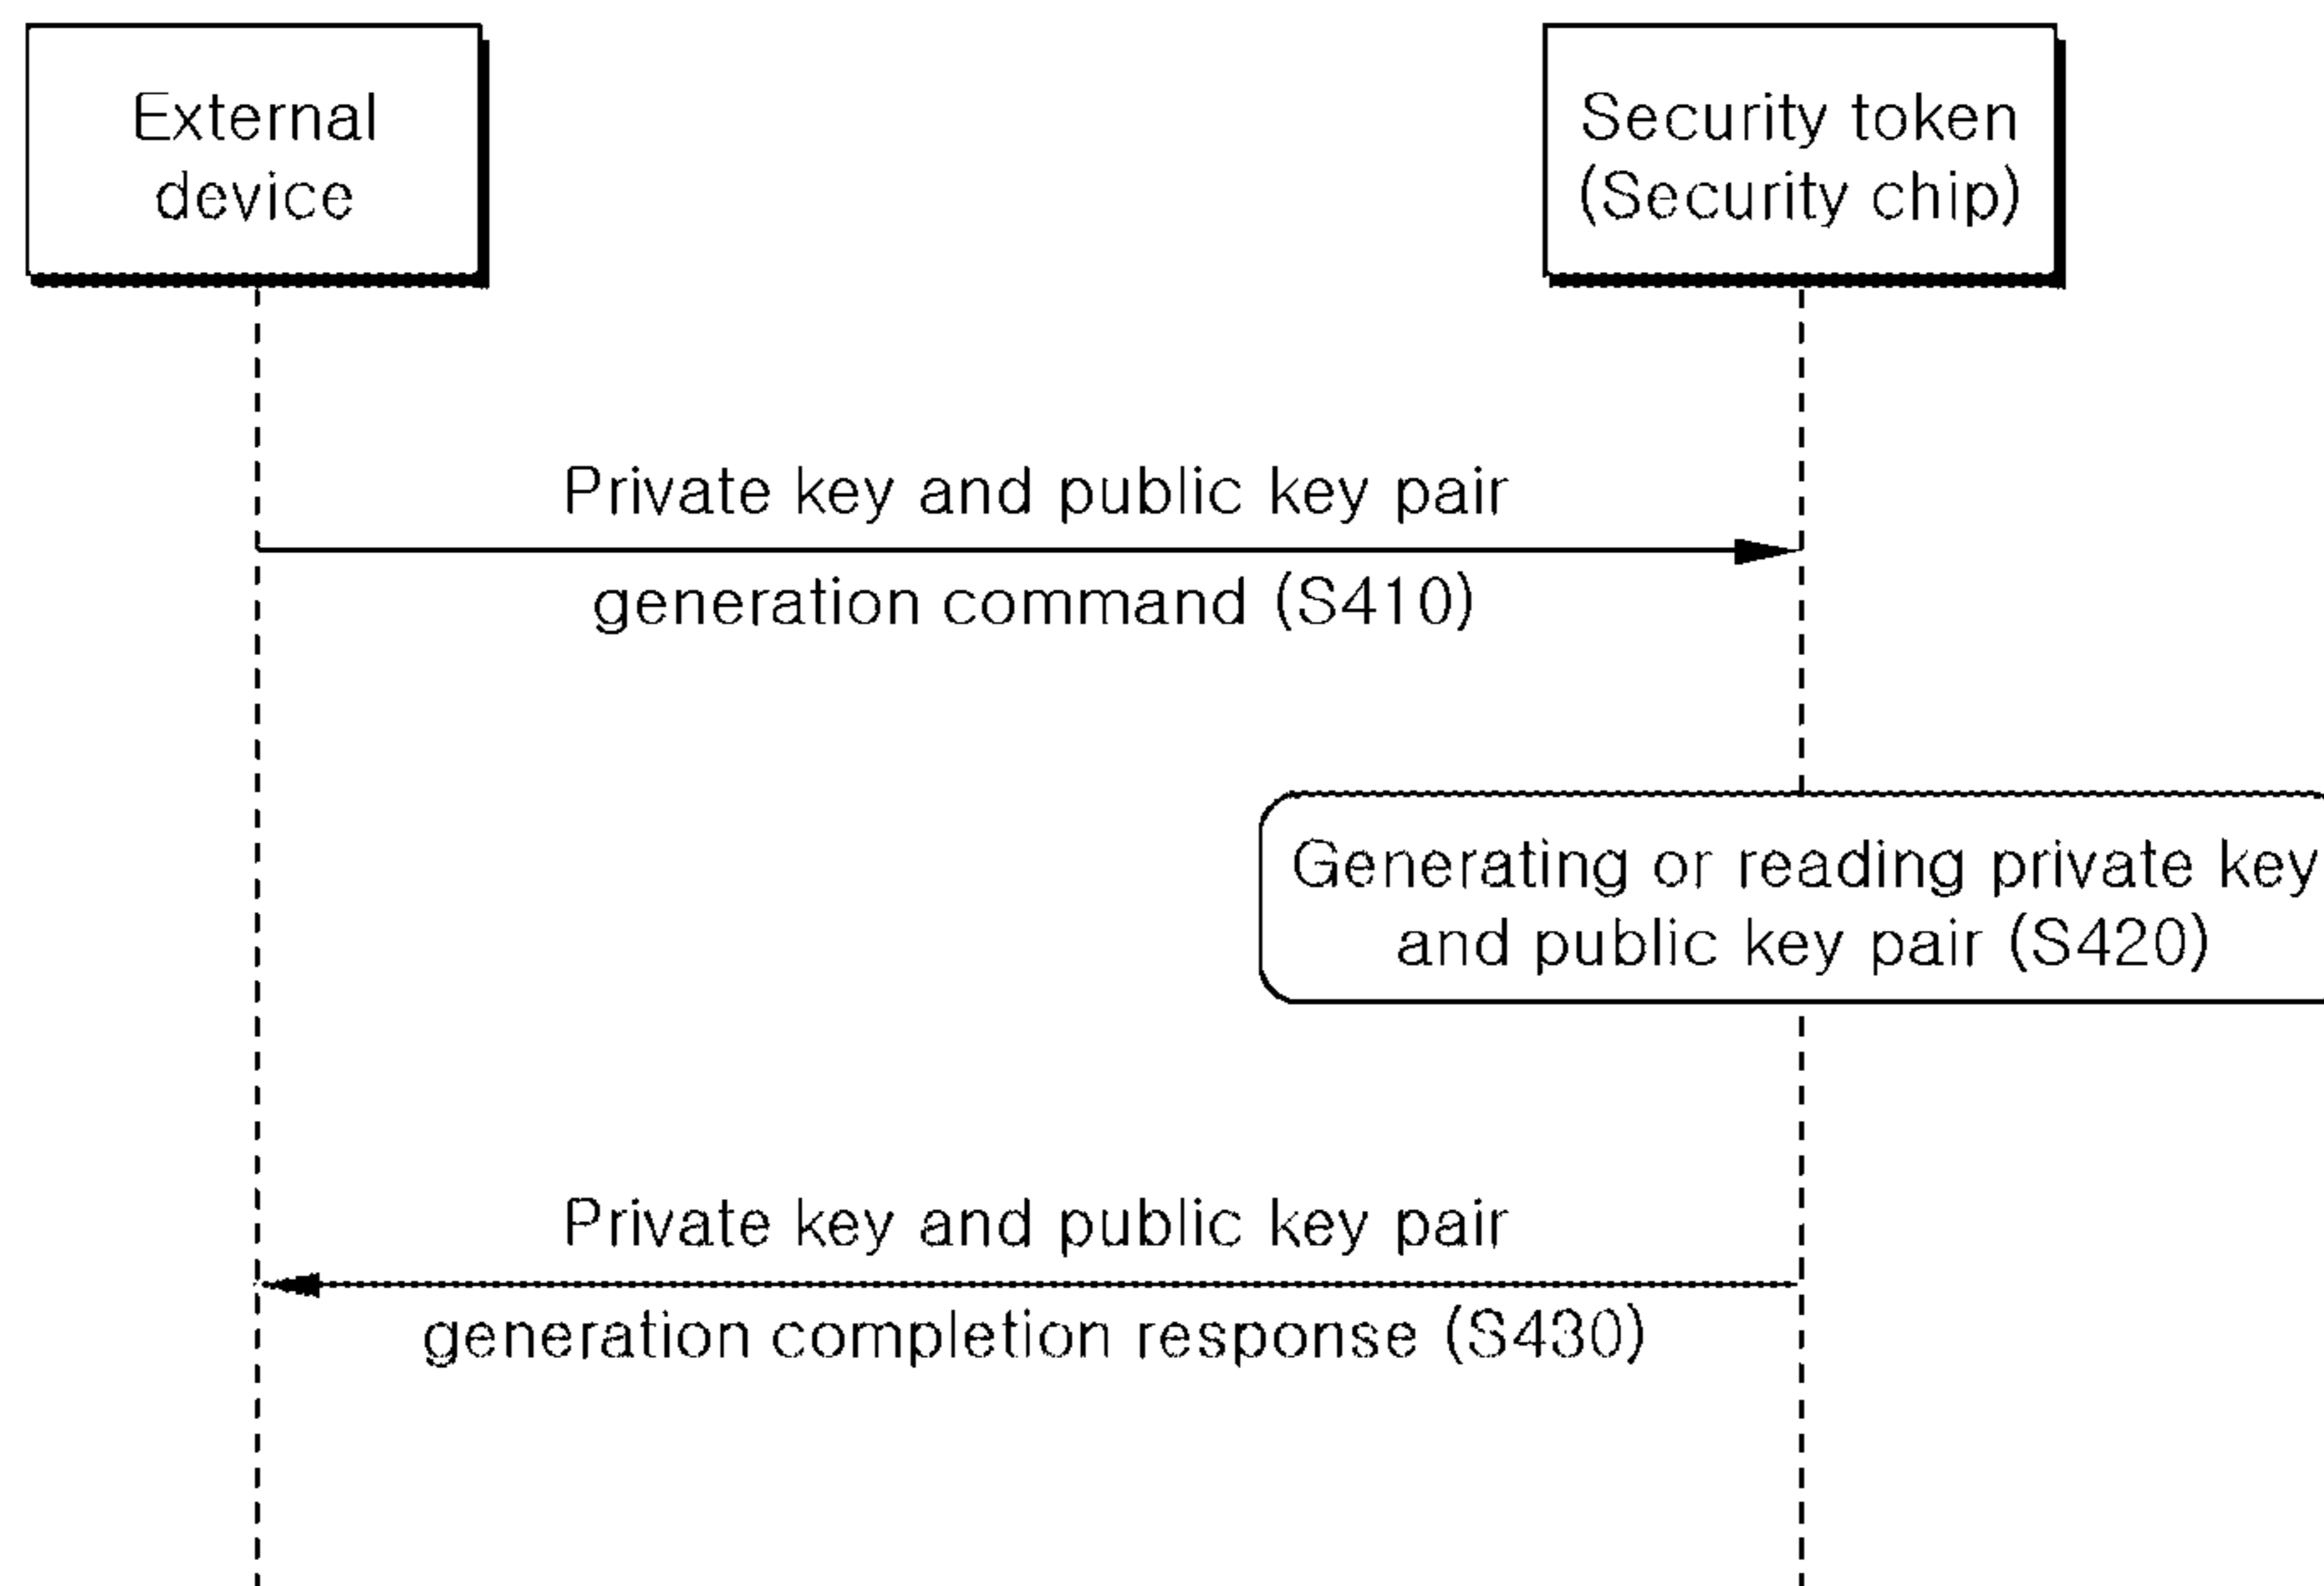 External
device
Security token
(Security chip)
Private key and public key pair
generation command (S410)
Generating or reading private key
and public key pair (S420)
Private key and public key pair
generation completion response (S430)